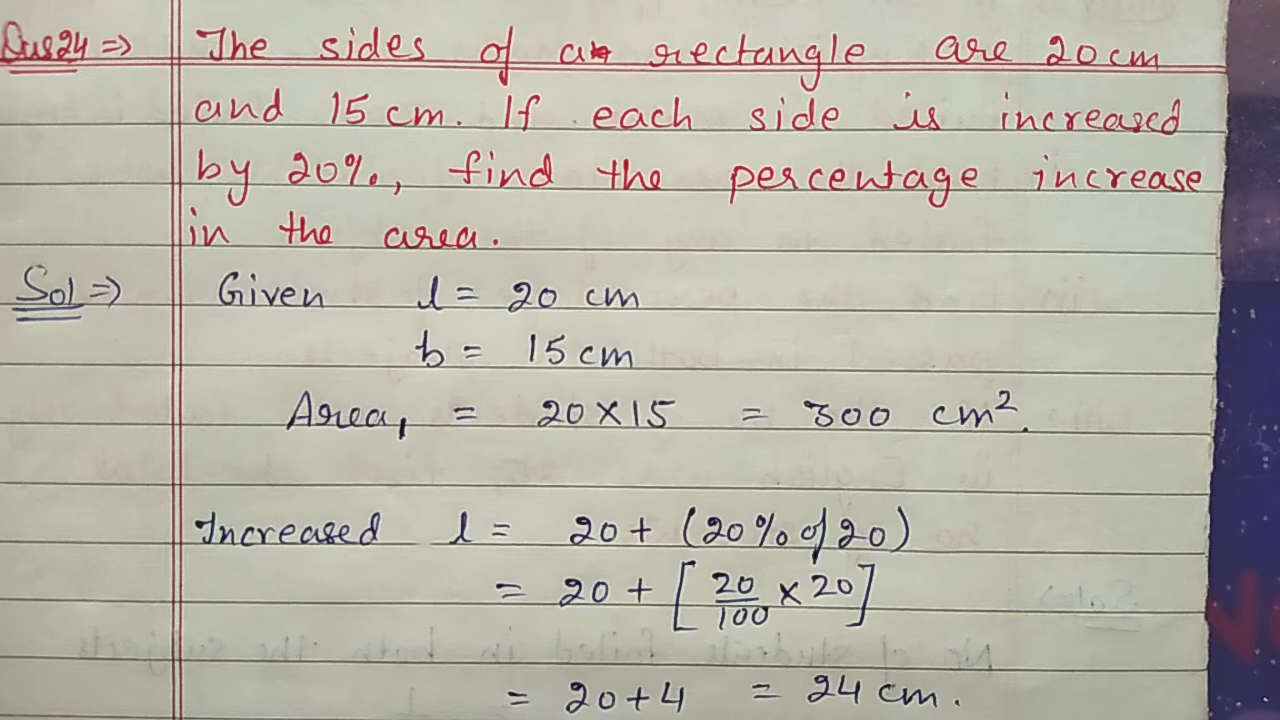 Qus24 ⇒ The sides of a rectangle are 20 cm
and 15 cm. If each side is increased
by 20%, find the percentage increase
in the area.
Sol ⇒ Given l = 20 cm
b = 15 cm
Area₁ = 20 × 15 = 300 cm².
Increased l = 20 + (20% of 20)
= 20 + [20/100 × 20]
= 20 + 4 = 24 cm.